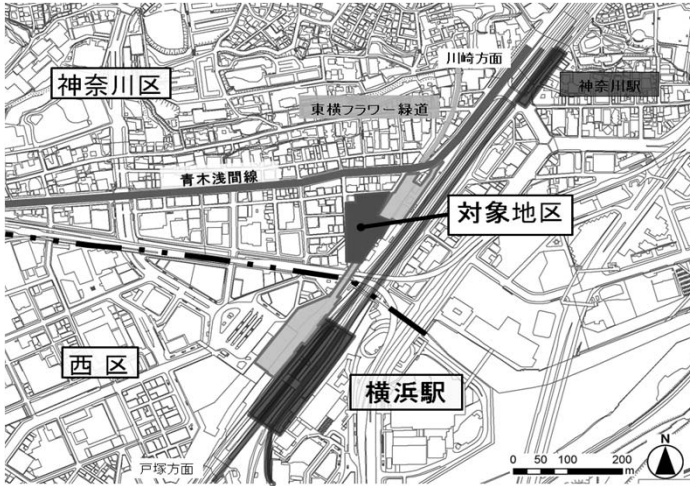 川崎方面
神奈川区
神奈川駅
東横フラワー緑道
青木浅間線
対象地区
西区
横浜駅
戸塚方面
N
0 50 100 200
m